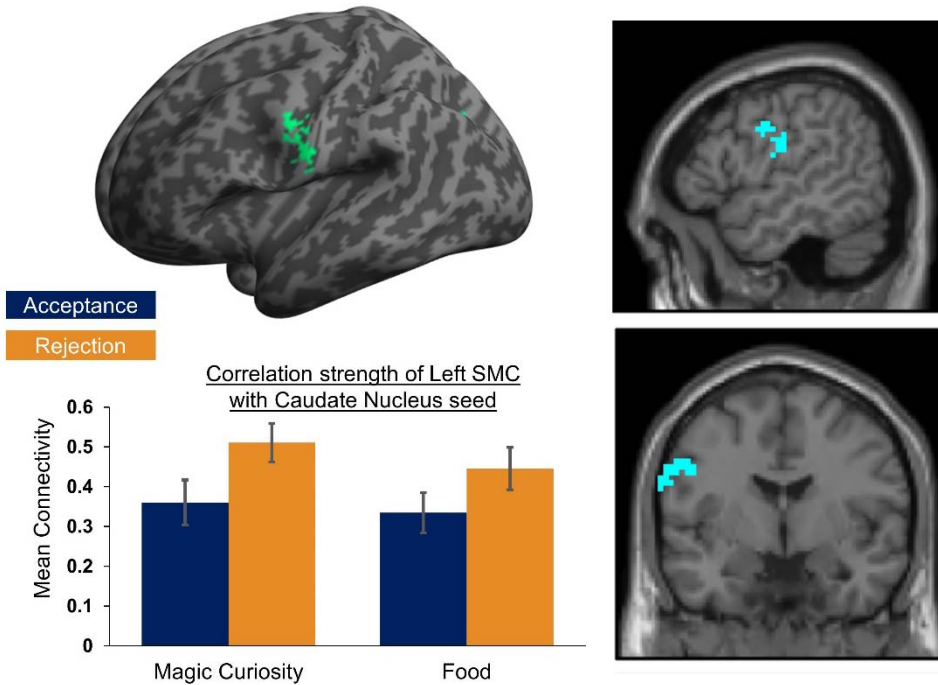 Acceptance
Rejection
Correlation strength of Left SMC
with Caudate Nucleus seed
Mean Connectivity
0.6
0.5
0.4
0.3
0.2
0.1
0
Magic Curiosity
Food